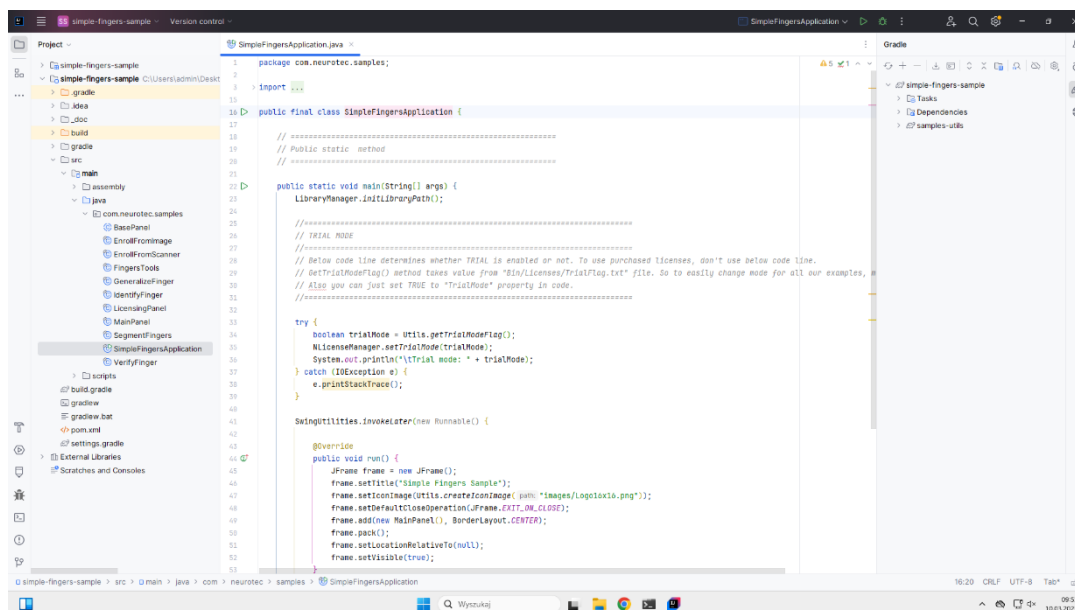 simple-fingers-sample
Version control
SimpleFingersApplication
Project
SimpleFingersApplication.java
Gradle
simple-fingers-sample
simple-fingers-sample C:\Users\admin\Deskt
.gradle
.idea
_doc
build
gradle
src
main
assembly
java
com.neurotec.samples
BasePanel
EnrollFromImage
EnrollFromScanner
FingersTools
GeneralizeFinger
IdentifyFinger
LicensingPanel
MainPanel
SegmentFingers
SimpleFingersApplication
VerifyFinger
scripts
build.gradle
gradlew
gradlew.bat
pom.xml
settings.gradle
External Libraries
Scratches and Consoles
1 package com.neurotec.samples;
2
3 import ...
15
16 public final class SimpleFingersApplication {
17
18 // ===========================================================
19 // Public static method
20 // ===========================================================
21
22 public static void main(String[] args) {
23 LibraryManager.initLibraryPath();
24
25 //=========================================================================
26 // TRIAL MODE
27 //=========================================================================
28 // Below code line determines whether TRIAL is enabled or not. To use purchased licenses, don't use below code line.
29 // GetTrialModeFlag() method takes value from "Bin/Licenses/TrialFlag.txt" file. So to easily change mode for all our examples, m
30 // Also you can just set TRUE to "TrialMode" property in code.
31 //=========================================================================
32
33 try {
34 boolean trialMode = Utils.getTrialModeFlag();
35 NLicenseManager.setTrialMode(trialMode);
36 System.out.println("\tTrial mode: " + trialMode);
37 } catch (IOException e) {
38 e.printStackTrace();
39 }
40
41 SwingUtilities.invokeLater(new Runnable() {
42
43 @Override
44 public void run() {
45 JFrame frame = new JFrame();
46 frame.setTitle("Simple Fingers Sample");
47 frame.setIconImage(Utils.createIconImage( path: "images/Logo16x16.png"));
48 frame.setDefaultCloseOperation(JFrame.EXIT_ON_CLOSE);
49 frame.add(new MainPanel(), BorderLayout.CENTER);
50 frame.pack();
51 frame.setLocationRelativeTo(null);
52 frame.setVisible(true);
53 }
5 1
simple-fingers-sample
Tasks
Dependencies
samples-utils
simple-fingers-sample > src > main > java > com > neurotec > samples > SimpleFingersApplication
16:20 CRLF UTF-8 Tab*
Wyszukaj